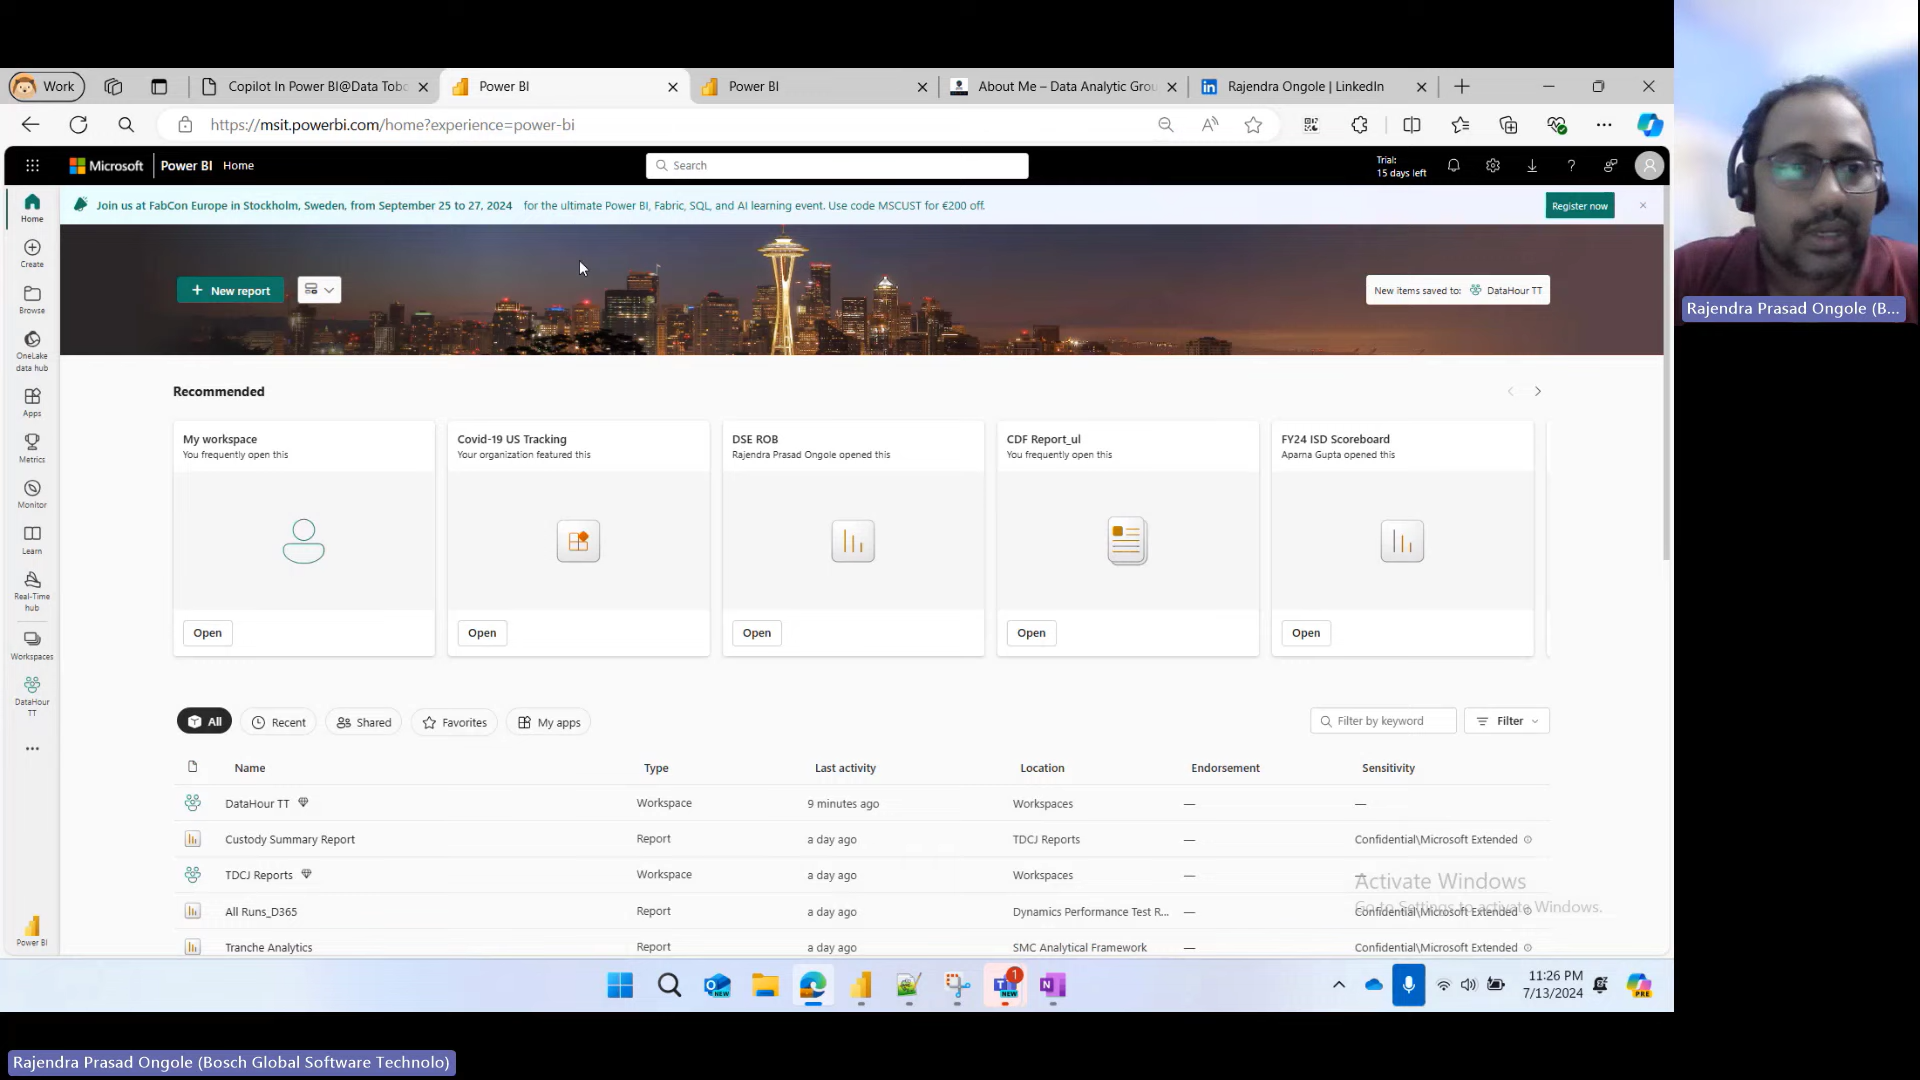 Work
Copilot In Power BI@Data Tob
Power BI
Power BI
About Me – Data Analytic Gro
Rajendra Ongole | LinkedIn
https://msit.powerbi.com/home?experience=power-bi
Microsoft Power BI Home
Search
Trial:
15 days left
Join us at FabCon Europe in Stockholm, Sweden, from September 25 to 27, 2024 for the ultimate Power BI, Fabric, SQL, and AI learning event. Use code MSCUST for €200 off.
Register now
Home
Create
Browse
OneLake
data hub
Apps
Metrics
Monitor
Learn
Real-Time
hub
Workspaces
DataHour
TT
Power BI
+ New report
New items saved to: DataHour TT
Recommended
My workspace
You frequently open this
Open
Covid-19 US Tracking
Your organization featured this
Open
DSE ROB
Rajendra Prasad Ongole opened this
Open
CDF Report_ul
You frequently open this
Open
FY24 ISD Scoreboard
Aparna Gupta opened this
Open
All Recent Shared Favorites My apps
Filter by keyword
Filter
Name Type Last activity Location Endorsement Sensitivity
DataHour TT Workspace 9 minutes ago Workspaces — —
Custody Summary Report Report a day ago TDCJ Reports — Confidential\Microsoft Extended
TDCJ Reports Workspace a day ago Workspaces — —
All Runs_D365 Report a day ago Dynamics Performance Test R... — Confidential\Microsoft Extended
Tranche Analytics Report a day ago SMC Analytical Framework — Confidential\Microsoft Extended
Activate Windows
Go to Settings to activate Windows.
NEW
1
NEW
11:26 PM
7/13/2024
PRE
Rajendra Prasad Ongole (B...
Rajendra Prasad Ongole (Bosch Global Software Technolo)